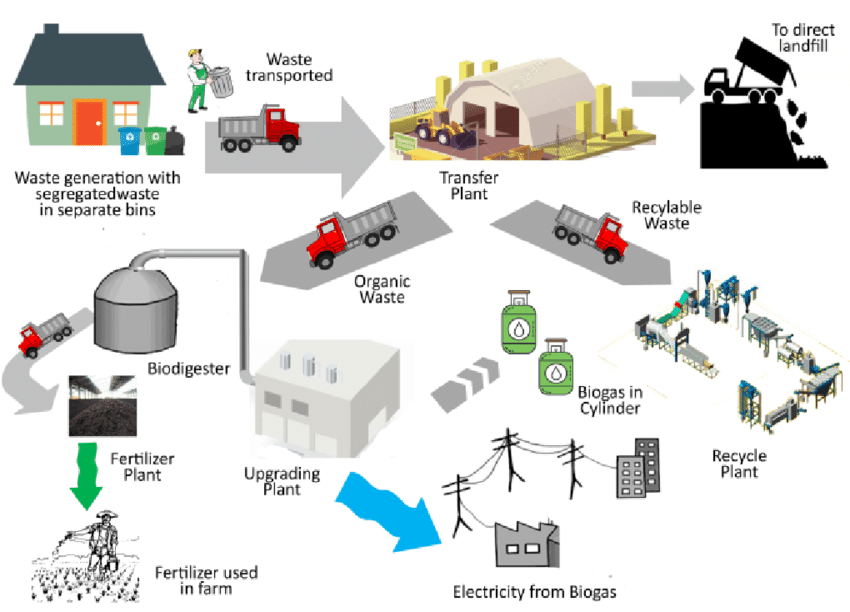 Waste
transported
To direct
landfill
Waste generation with
segregatedwaste
in separate bins
Transfer
Plant
Recylable
Waste
Organic
Waste
Biodigester
Biogas in
Cylinder
Fertilizer
Plant
Upgrading
Plant
Recycle
Plant
Fertilizer used
in farm
Electricity from Biogas